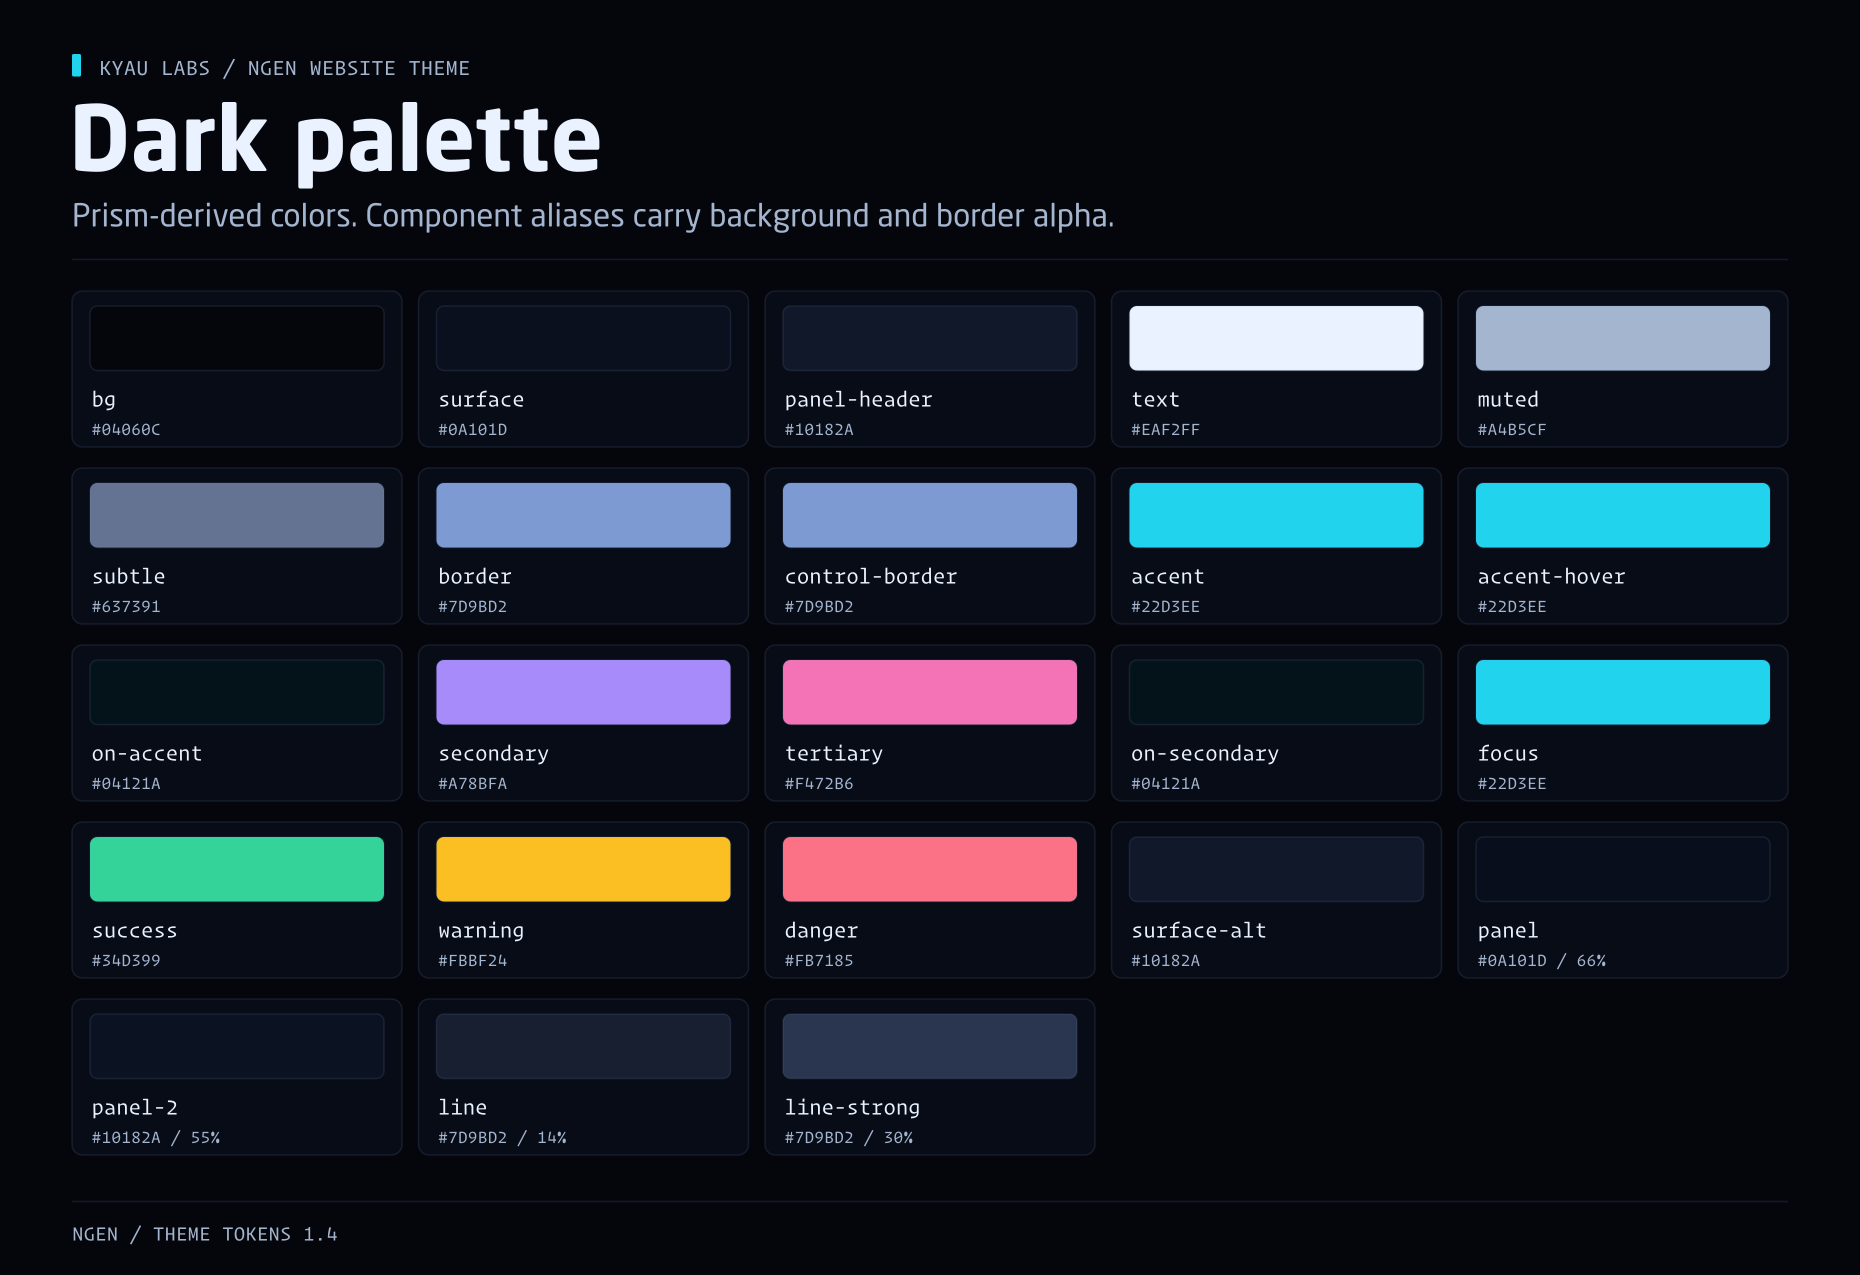 KYAU LABS / NGEN WEBSITE THEME
Dark palette
Prism-derived colors. Component aliases carry background and border alpha.
bg
#04060C
surface
#0A101D
panel-header
#10182A
text
#EAF2FF
muted
#A4B5CF
subtle
#637391
border
#7D9BD2
control-border
#7D9BD2
accent
#22D3EE
accent-hover
#22D3EE
on-accent
#04121A
secondary
#A78BFA
tertiary
#F472B6
on-secondary
#04121A
focus
#22D3EE
success
#34D399
warning
#FBBF24
danger
#FB7185
surface-alt
#10182A
panel
#0A101D / 66%
panel-2
#10182A / 55%
line
#7D9BD2 / 14%
line-strong
#7D9BD2 / 30%
NGEN / THEME TOKENS 1.4